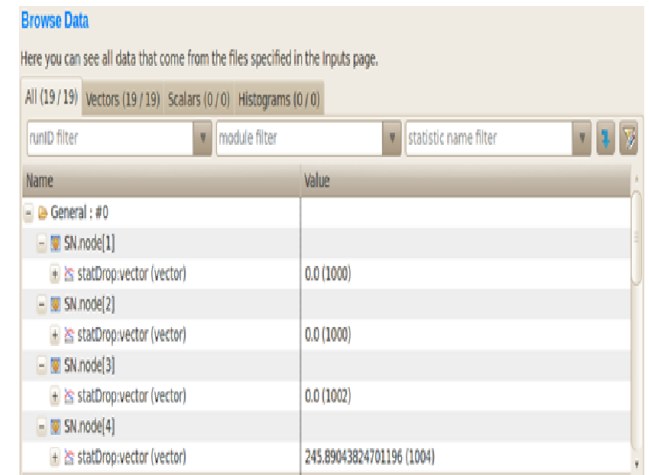 Browse Data
Here you can see all data that come from the files specified in the Inputs page.
All (19 / 19) Vectors (19 / 19) Scalars (0 / 0) Histograms (0 / 0)
runID filter module filter statistic name filter
Name Value
General : #0
SN.node[1]
statDrop:vector (vector) 0.0 (1000)
SN.node[2]
statDrop:vector (vector) 0.0 (1000)
SN.node[3]
statDrop:vector (vector) 0.0 (1002)
SN.node[4]
statDrop:vector (vector) 245.89043824701196 (1004)